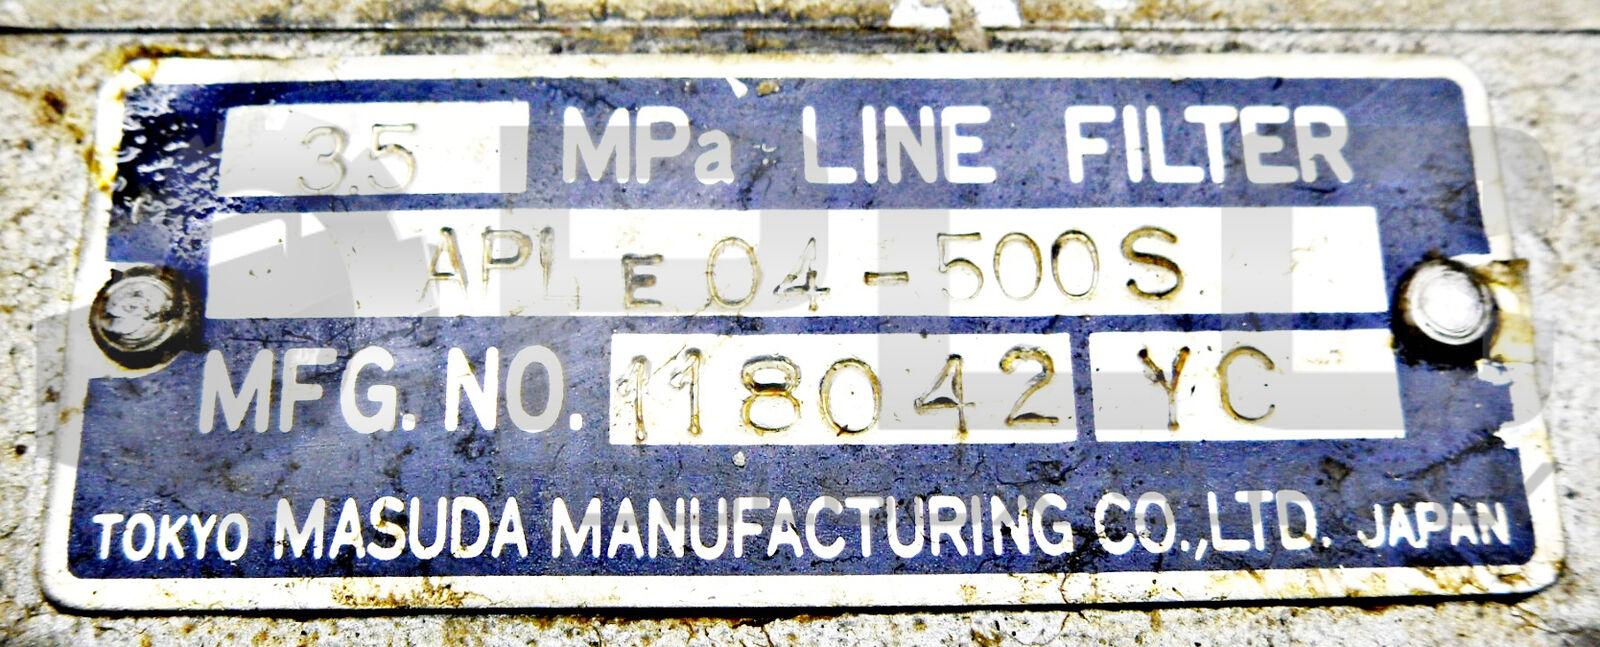 3.5 MPa LINE FILTER
APL E 04-500S
MFG. NO. 118042 YC
TOKYO MASUDA MANUFACTURING CO.,LTD. JAPAN